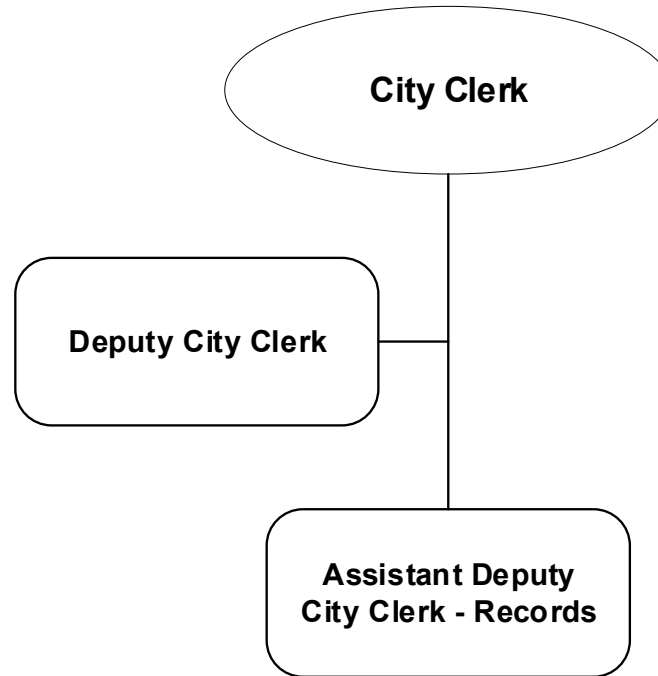 City Clerk
Deputy City Clerk
Assistant Deputy
City Clerk - Records